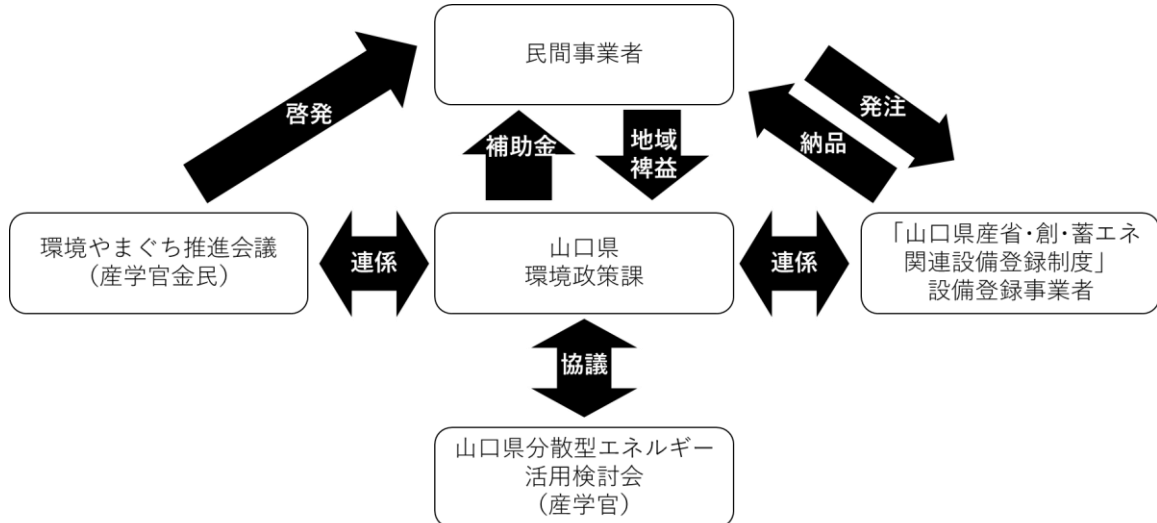 民間事業者
啓発
補助金
地域
裨益
発注
納品
環境やまぐち推進会議
(産学官金民)
連係
山口県
環境政策課
連係
「山口県産省・創・蓄エネ
関連設備登録制度」
設備登録事業者
協議
山口県分散型エネルギー
活用検討会
(産学官)